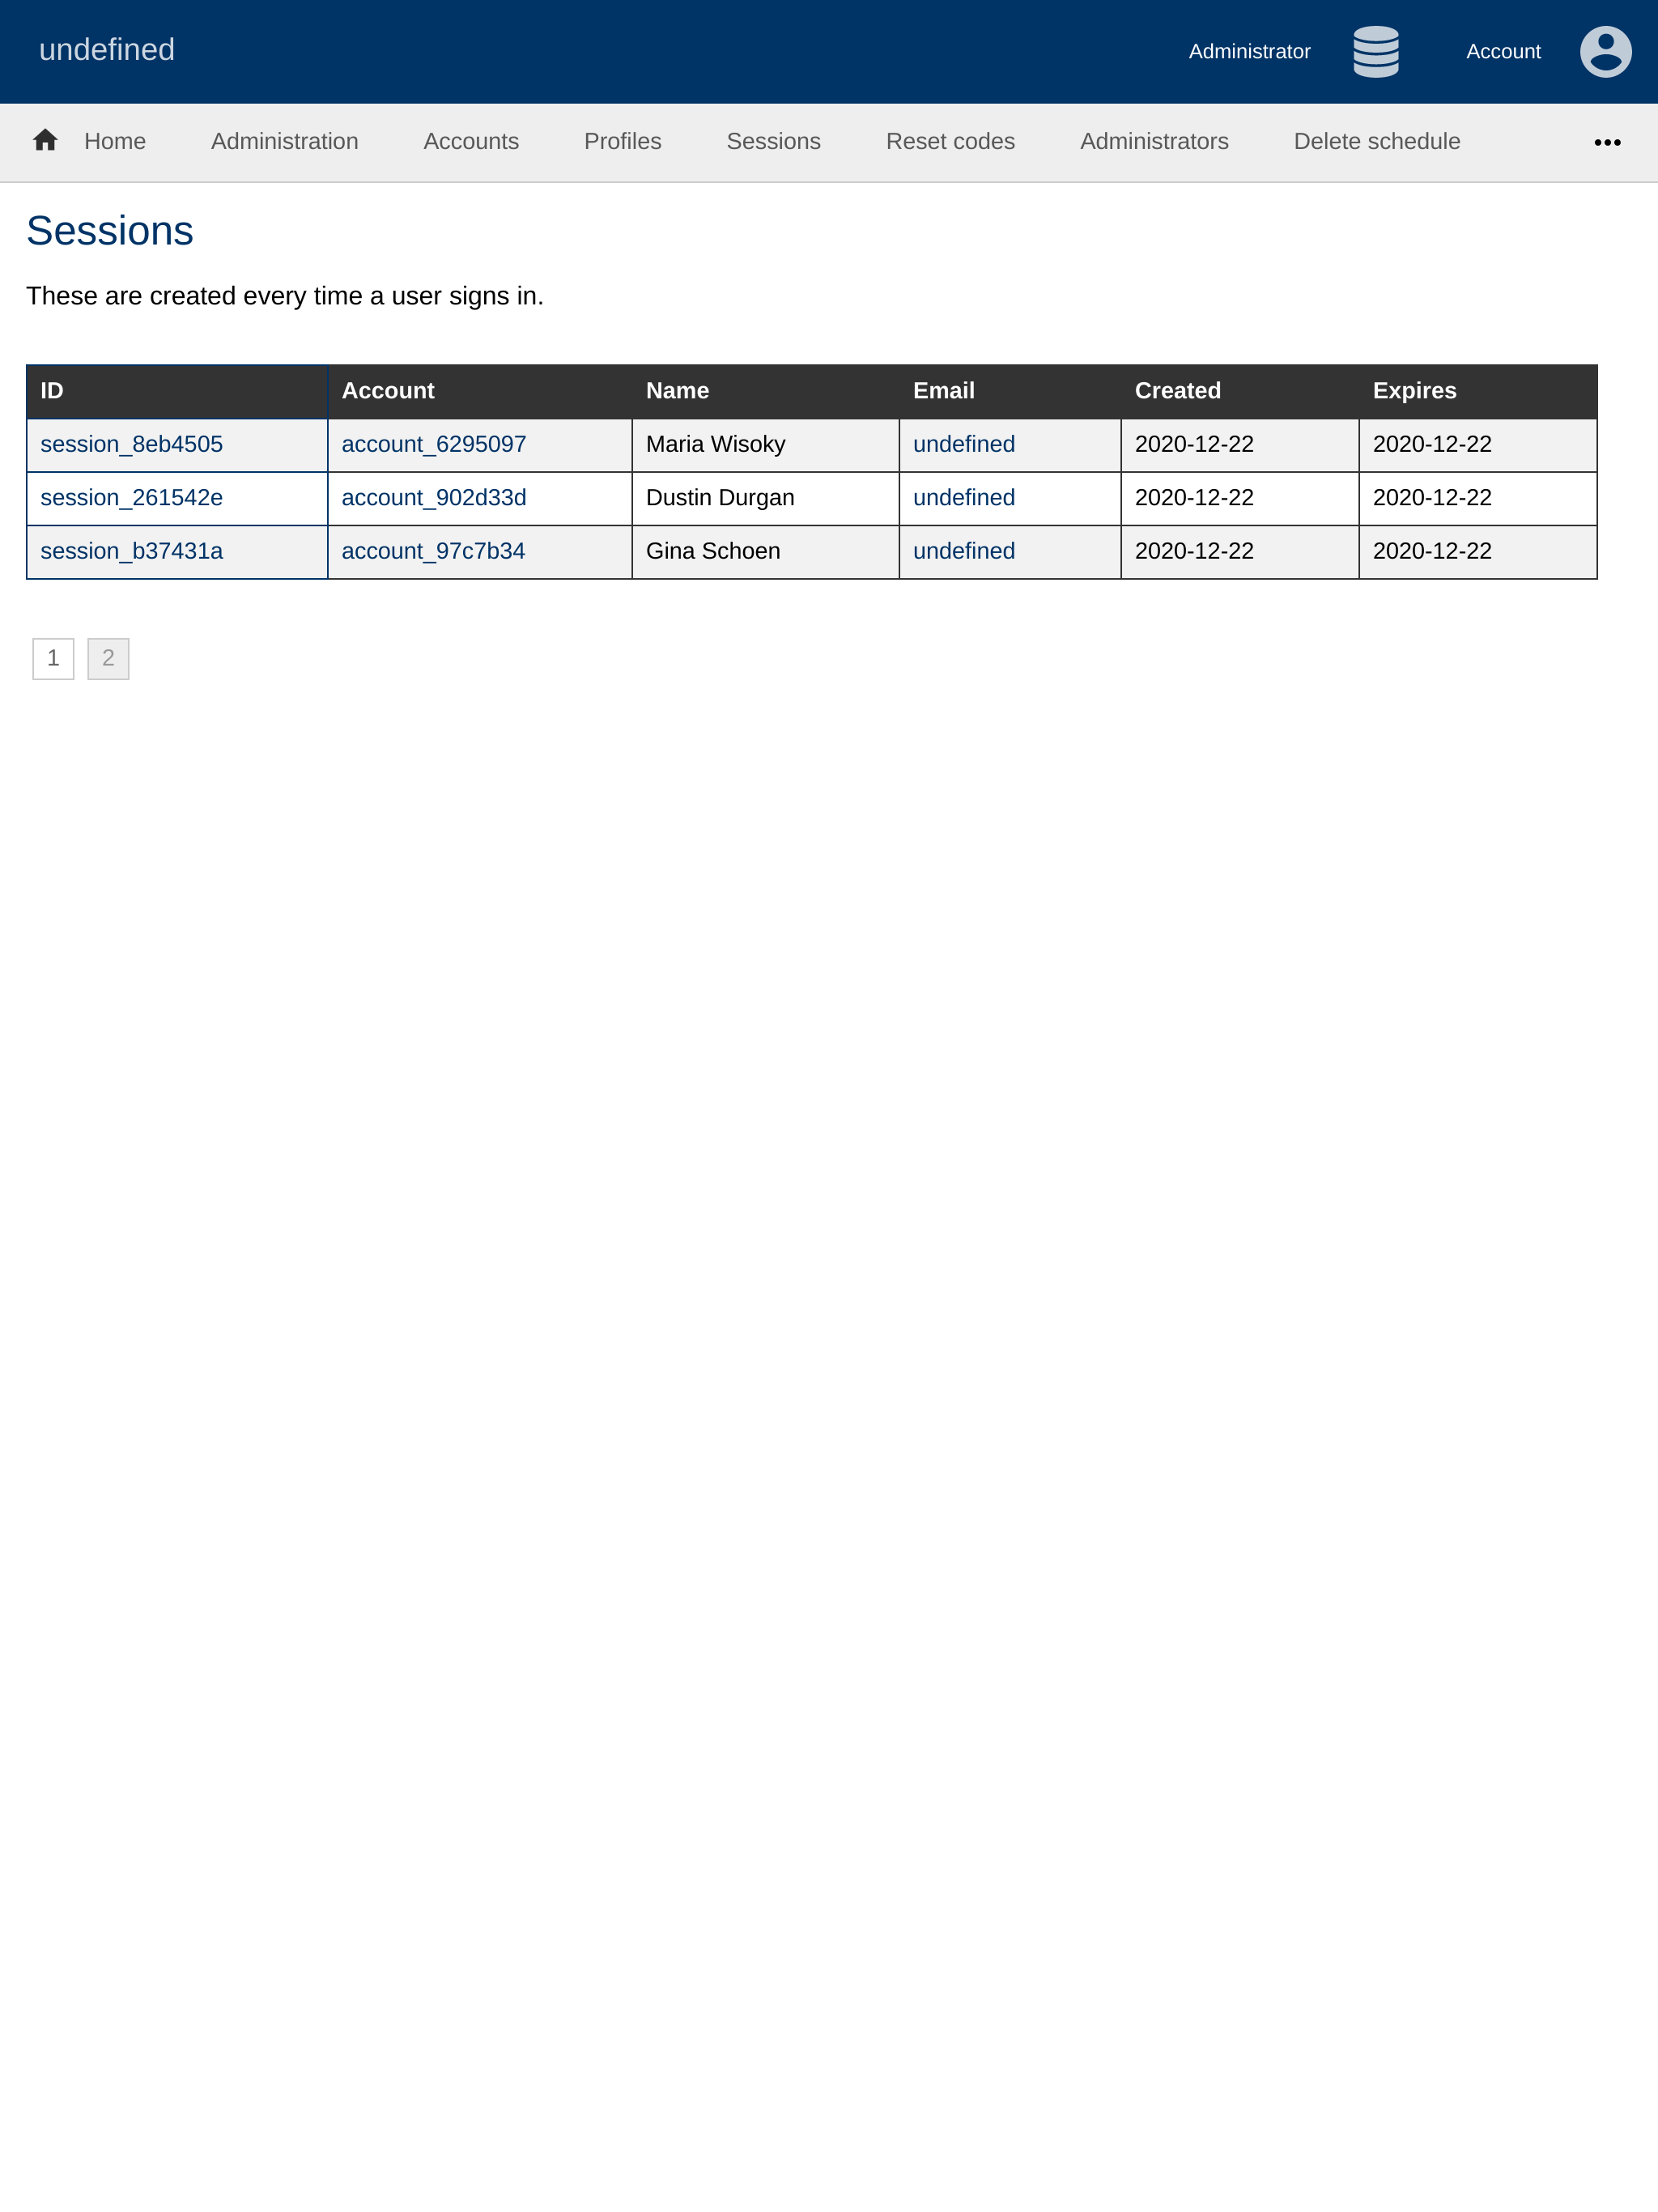 undefined Administrator Account
Home Administration Accounts Profiles Sessions Reset codes Administrators Delete schedule •••
Sessions
These are created every time a user signs in.
ID Account Name Email Created Expires
session_8eb4505 account_6295097 Maria Wisoky undefined 2020-12-22 2020-12-22
session_261542e account_902d33d Dustin Durgan undefined 2020-12-22 2020-12-22
session_b37431a account_97c7b34 Gina Schoen undefined 2020-12-22 2020-12-22
1 2